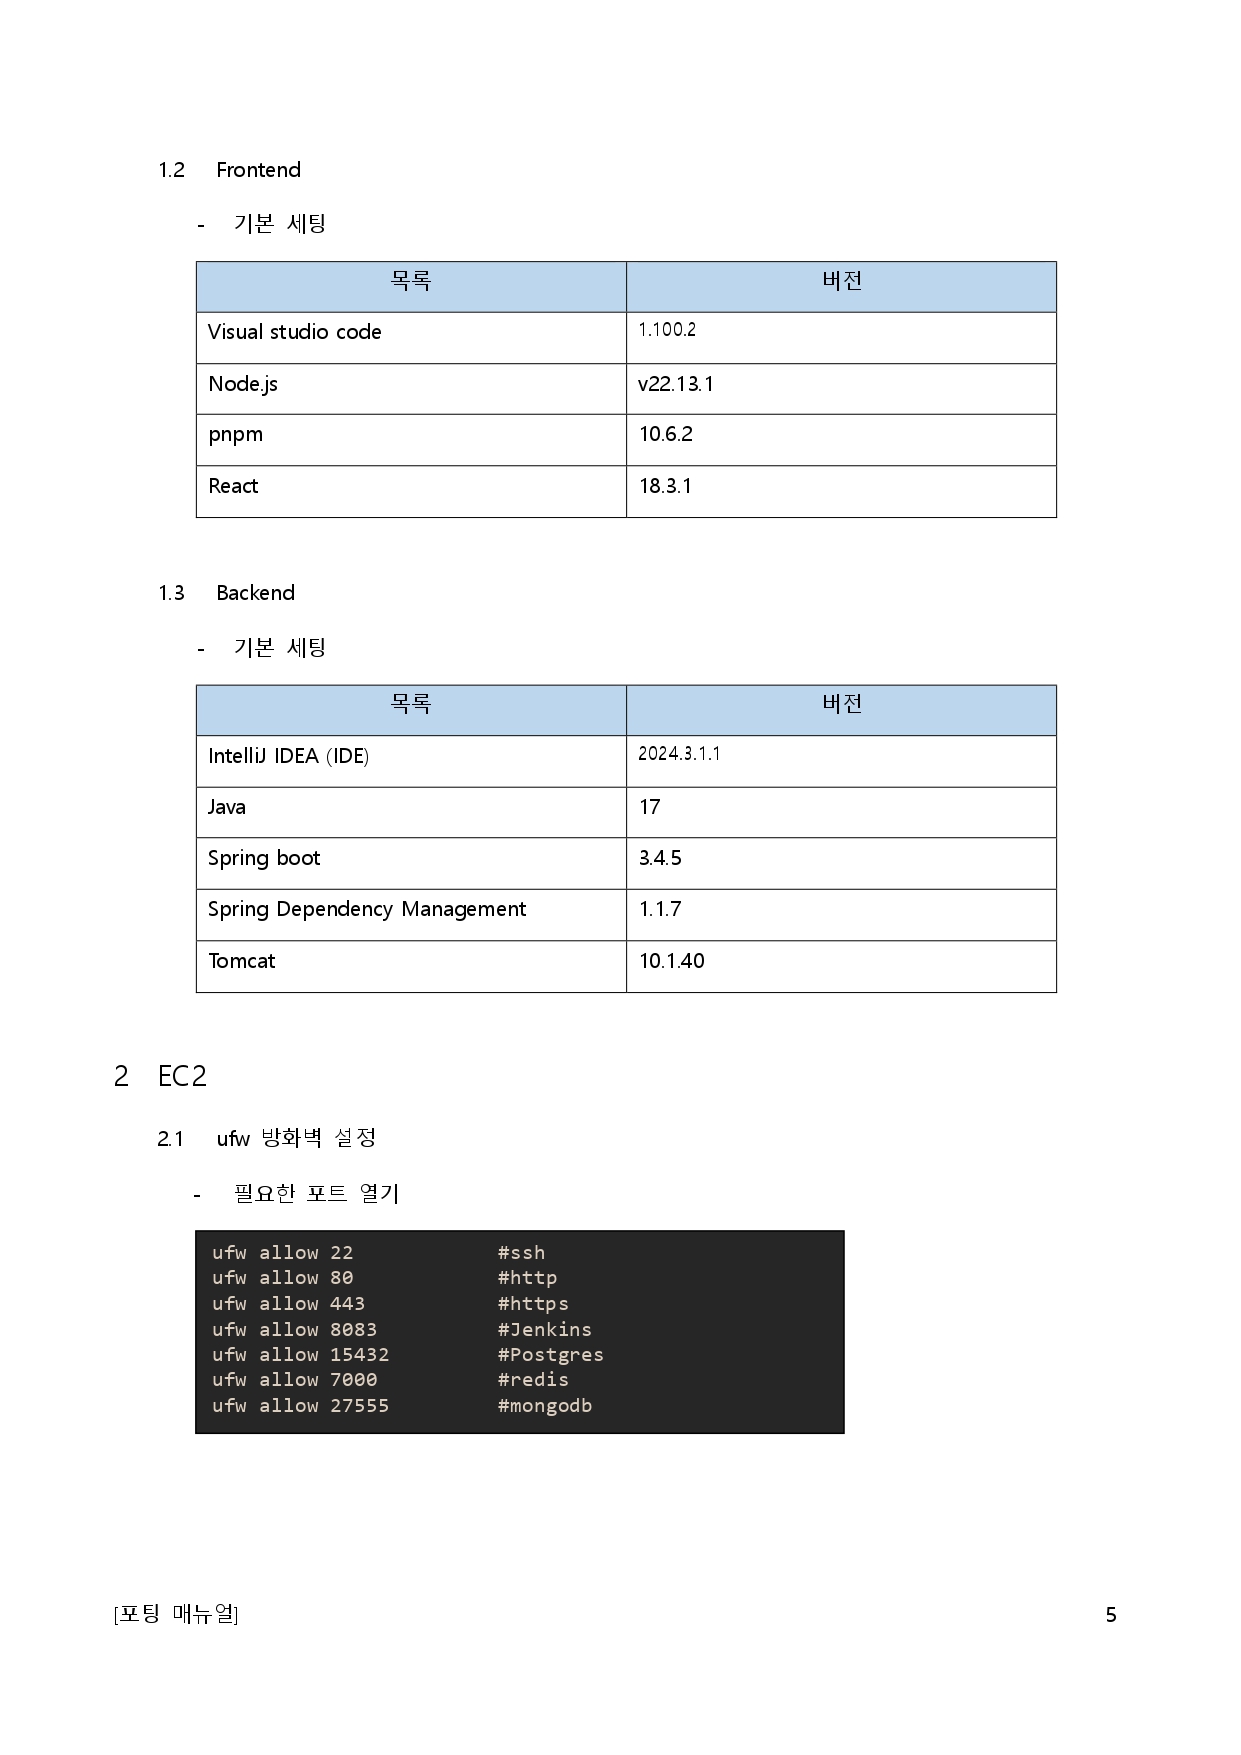 1.2 Frontend
- 기본 세팅
목록 버전
Visual studio code 1.100.2
Node.js v22.13.1
pnpm 10.6.2
React 18.3.1
1.3 Backend
- 기본 세팅
목록 버전
IntelliJ IDEA (IDE) 2024.3.1.1
Java 17
Spring boot 3.4.5
Spring Dependency Management 1.1.7
Tomcat 10.1.40
2 EC2
2.1 ufw 방화벽 설정
- 필요한 포트 열기
ufw allow 22 #ssh
ufw allow 80 #http
ufw allow 443 #https
ufw allow 8083 #Jenkins
ufw allow 15432 #Postgres
ufw allow 7000 #redis
ufw allow 27555 #mongodb
[포팅 매뉴얼] 5